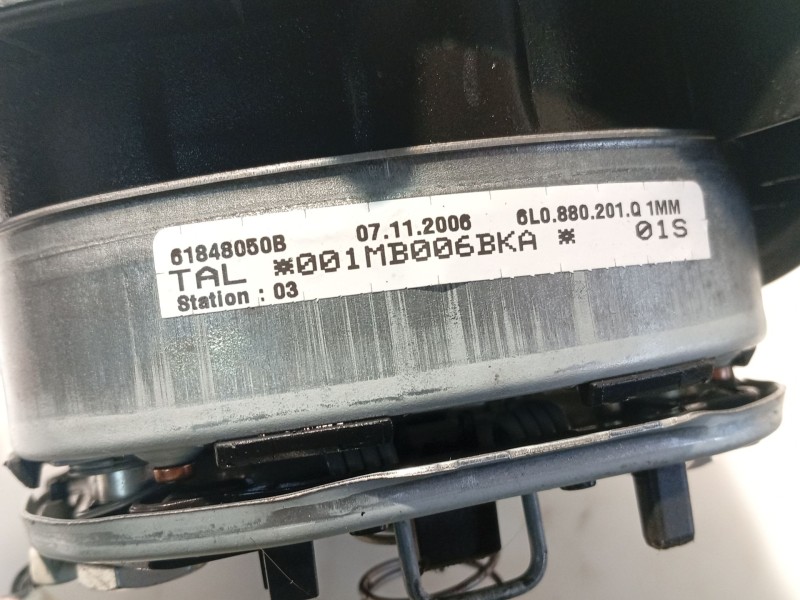 61848050B 07.11.2006 6L0.880.201.Q 1MM
TAL *001MB006BKA * 01S
Station : 03